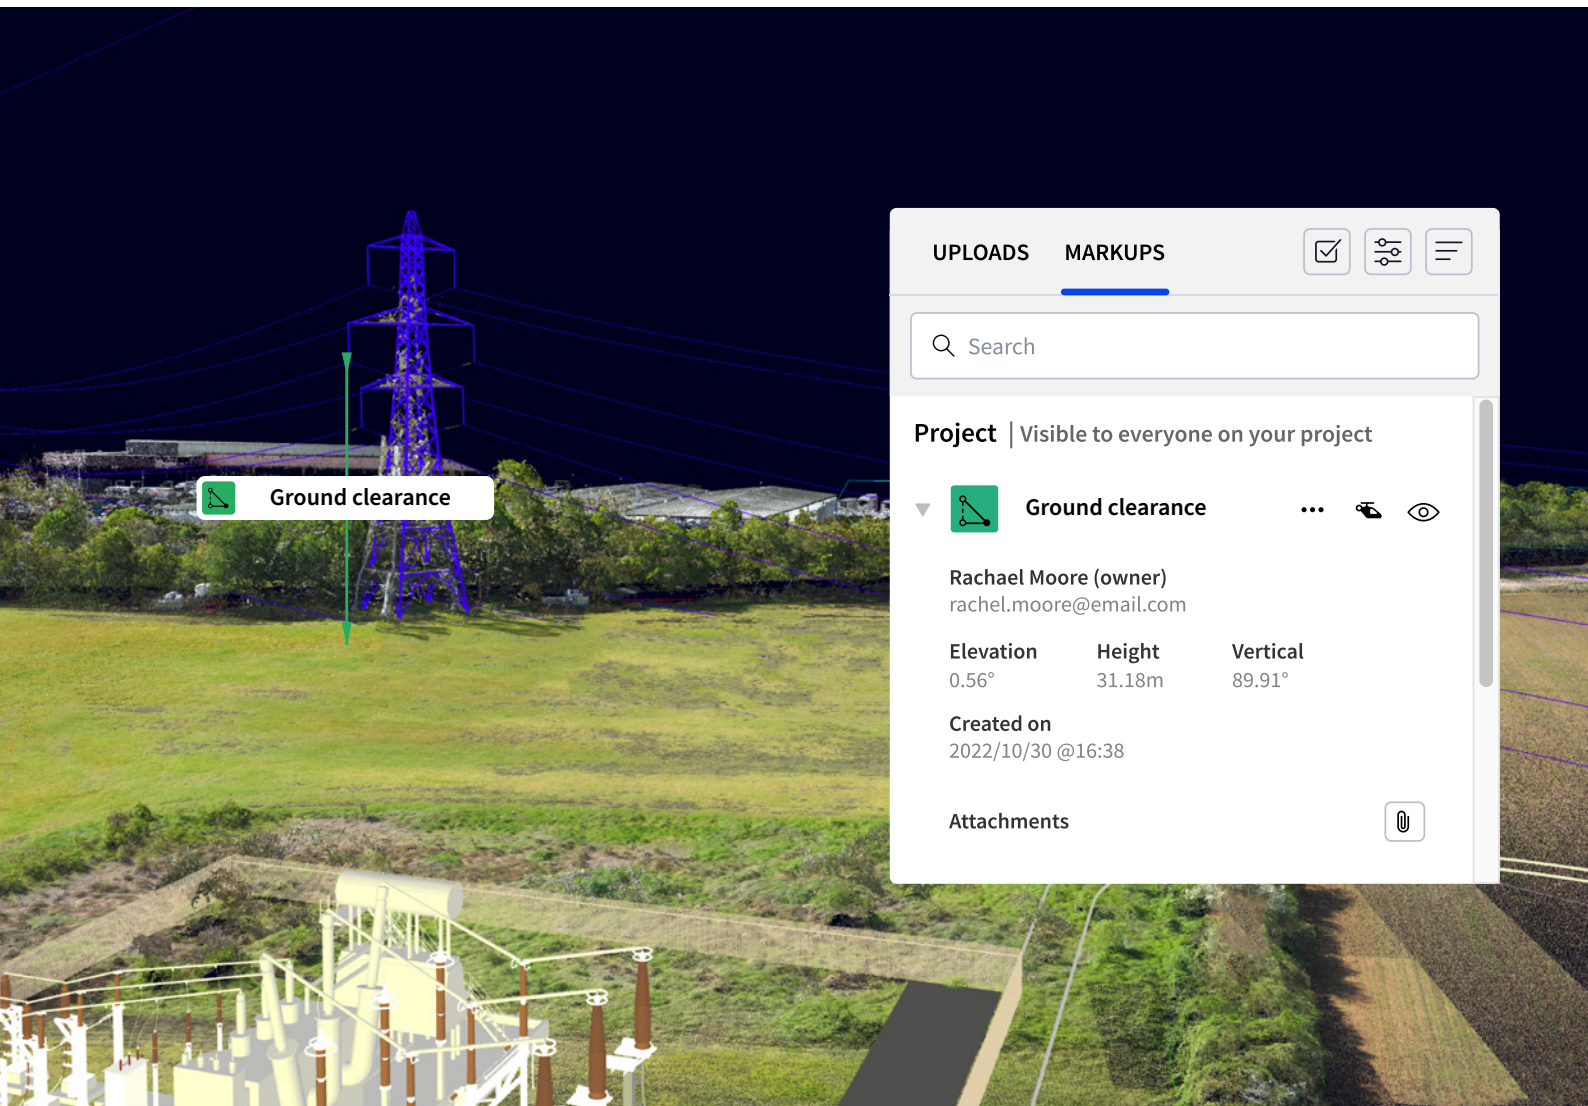 UPLOADS MARKUPS
Search
Project | Visible to everyone on your project
Ground clearance
Ground clearance
Rachael Moore (owner)
rachel.moore@email.com
Elevation Height Vertical
0.56° 31.18m 89.91°
Created on
2022/10/30 @16:38
Attachments